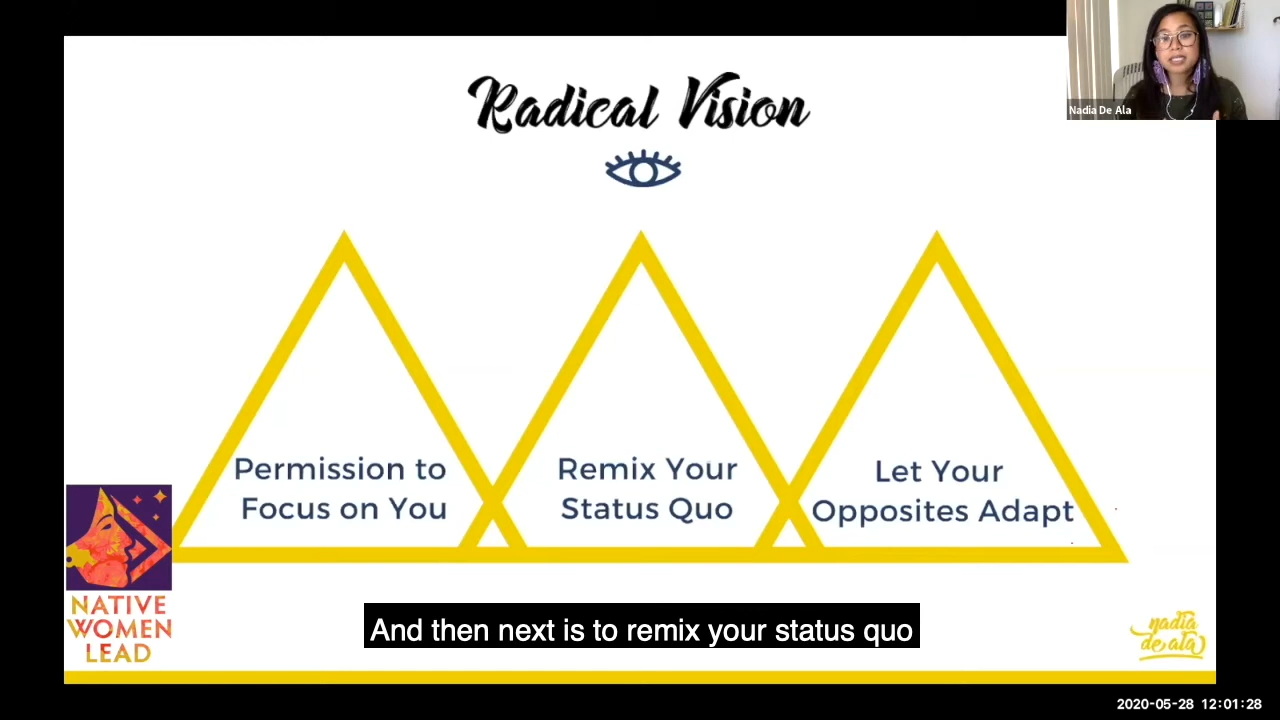 Radical Vision
Nadia De Ala
Permission to
Focus on You
Remix Your
Status Quo
Let Your
Opposites Adapt
NATIVE
WOMEN
LEAD
And then next is to remix your status quo
nadia
de ala
2020-05-28 12:01:28